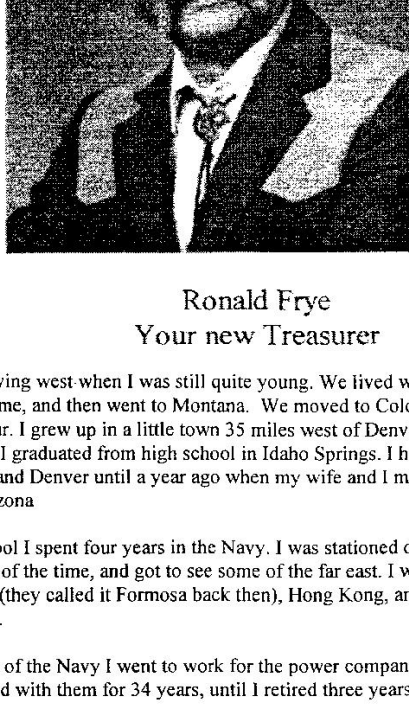 Ronald Frye
Your new Treasurer
ving west when I was still quite young. We lived w
me, and then went to Montana. We moved to Colo
ur. I grew up in a little town 35 miles west of Denv
I graduated from high school in Idaho Springs. I h
and Denver until a year ago when my wife and I m
zona
ool I spent four years in the Navy. I was stationed o
of the time, and got to see some of the far east. I w
(they called it Formosa back then), Hong Kong, an
.
of the Navy I went to work for the power compan
d with them for 34 years, until I retired three years